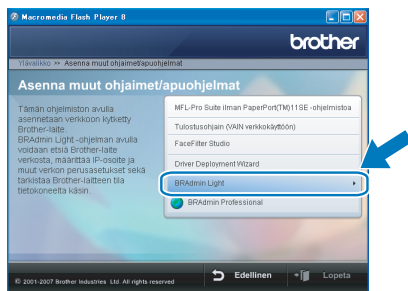 Macromedia Flash Player 8
brother
Ylävalikko >> Asenna muut ohjaimet/apuohjelmat
Asenna muut ohjaimet/apuohjelmat
Tämän ohjelmiston avulla
asennetaan verkkoon kytketty
Brother-laite.
BRAdmin Light -ohjelman avulla
voidaan etsiä Brother-laite
verkosta, määrittää IP-osoite ja
muut verkon perusasetukset sekä
tarkistaa Brother-laitteen tila
tietokoneelta käsin.
MFL-Pro Suite ilman PaperPort(TM)11SE -ohjelmistoa
Tulostusohjain (VAIN verkkokäyttöön)
FaceFilter Studio
Driver Deployment Wizard
BRAdmin Light
BRAdmin Professional
© 2001-2007 Brother Industries Ltd. All rights reserved
Edellinen
Lopeta